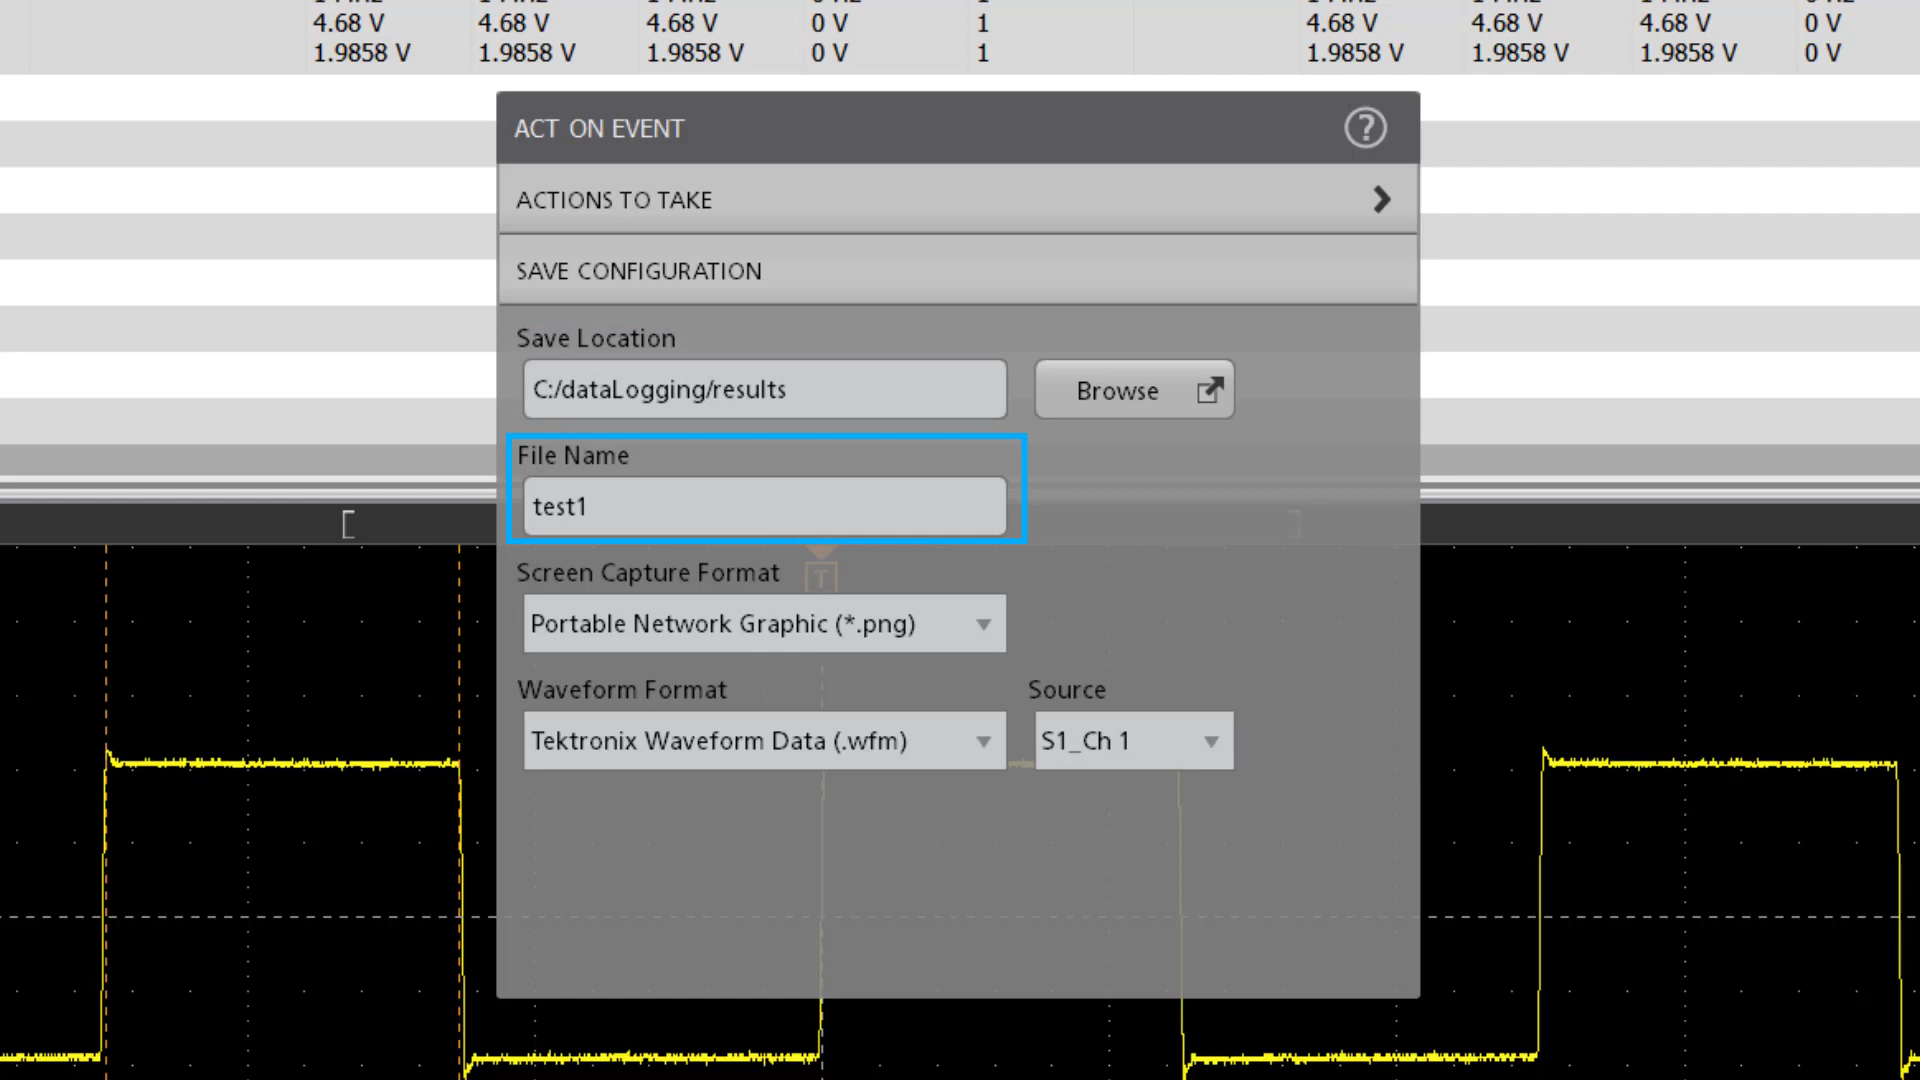 4.68 V 4.68 V 4.68 V 0 V 1 4.68 V 4.68 V 4.68 V 0 V
1.9858 V 1.9858 V 1.9858 V 0 V 1 1.9858 V 1.9858 V 1.9858 V 0 V
ACT ON EVENT ?
ACTIONS TO TAKE
SAVE CONFIGURATION
Save Location
C:/dataLogging/results Browse
File Name
test1
Screen Capture Format T
Portable Network Graphic (*.png)
Waveform Format Source
Tektronix Waveform Data (.wfm) S1_Ch 1